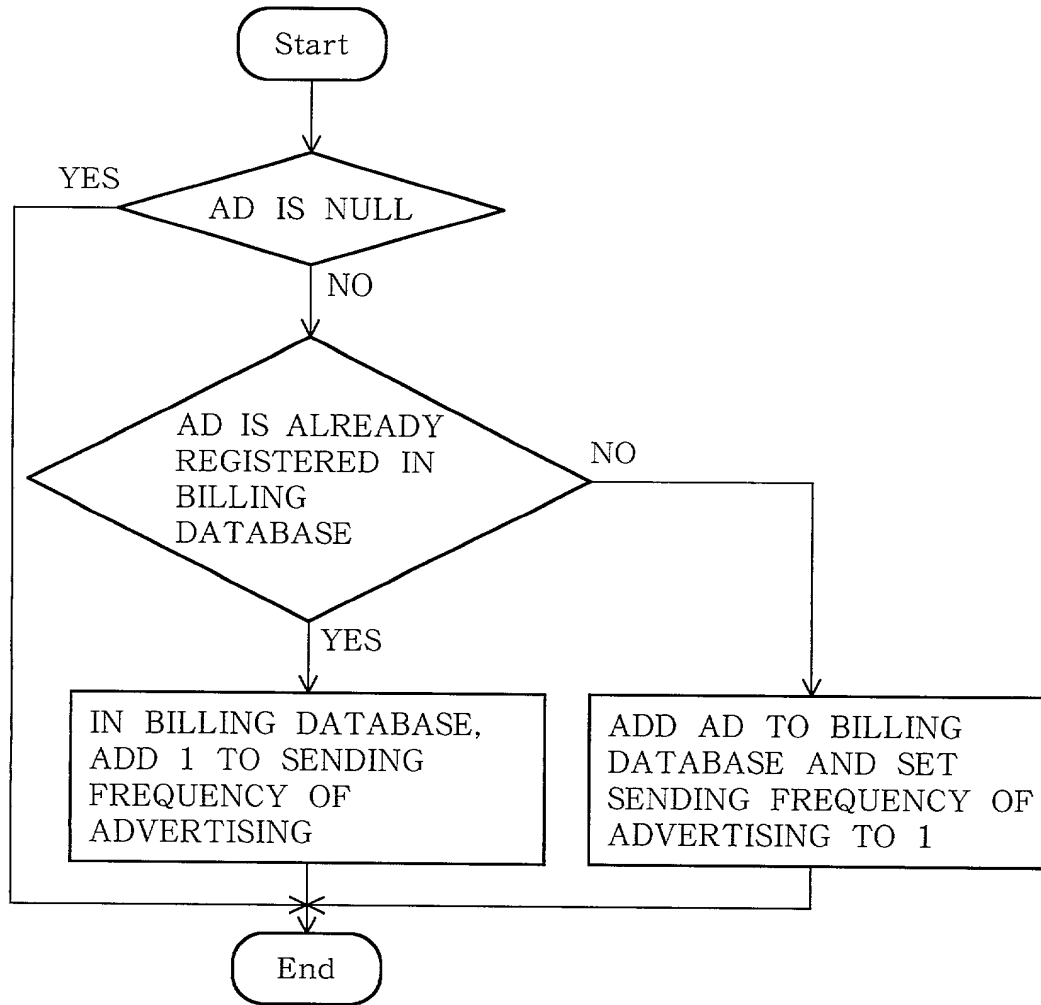 Start
YES
AD IS NULL
NO
AD IS ALREADY
REGISTERED IN
BILLING
DATABASE
NO
YES
IN BILLING DATABASE,
ADD 1 TO SENDING
FREQUENCY OF
ADVERTISING
ADD AD TO BILLING
DATABASE AND SET
SENDING FREQUENCY OF
ADVERTISING TO 1
End